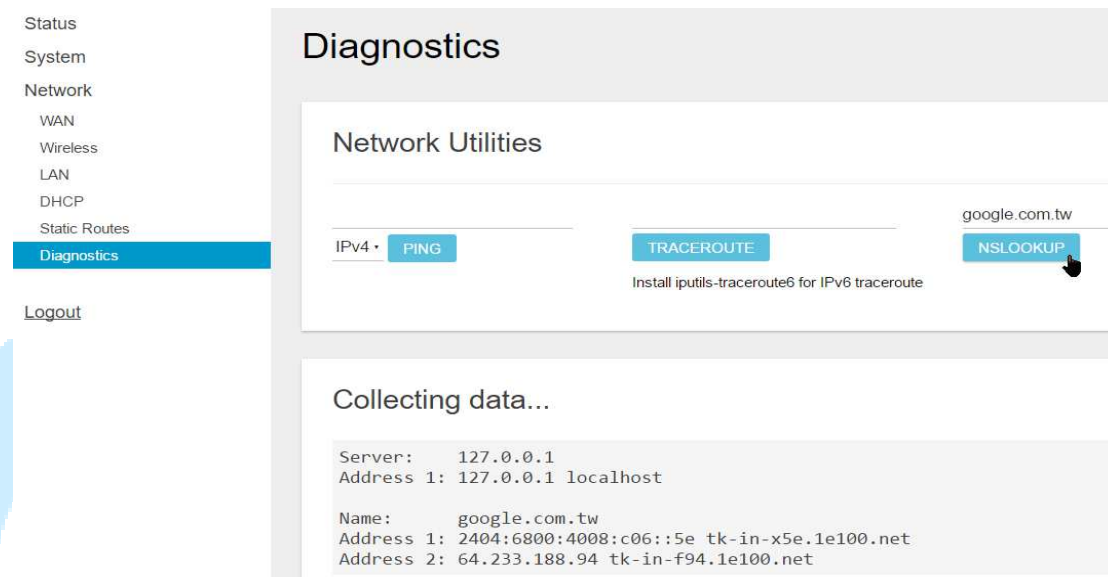 Status
System
Network
WAN
Wireless
LAN
DHCP
Static Routes
Diagnostics
Logout
Diagnostics
Network Utilities
google.com.tw
IPv4 PING TRACEROUTE NSLOOKUP
Install iputils-traceroute6 for IPv6 traceroute
Collecting data...
Server: 127.0.0.1
Address 1: 127.0.0.1 localhost
Name: google.com.tw
Address 1: 2404:6800:4008:c06::5e tk-in-x5e.1e100.net
Address 2: 64.233.188.94 tk-in-f94.1e100.net